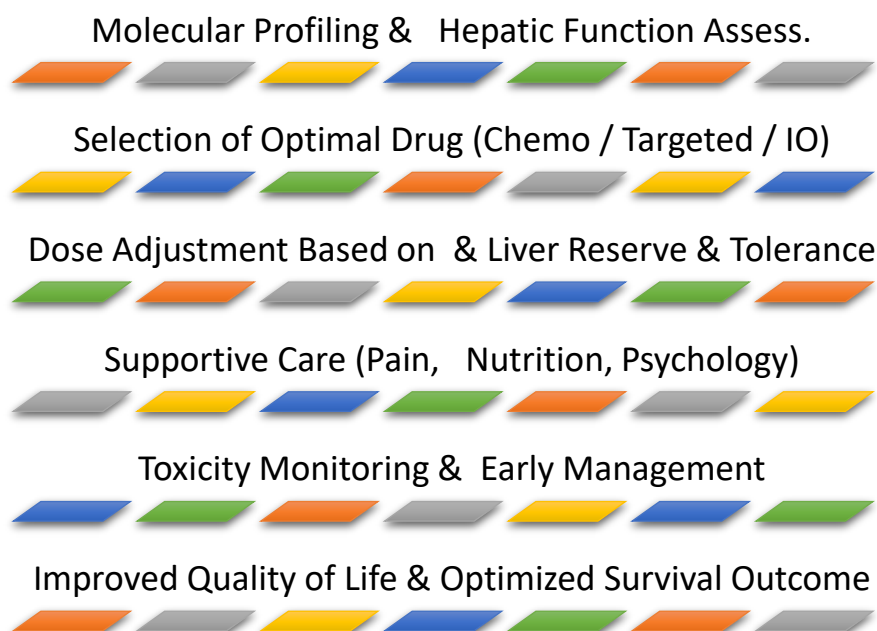 Molecular Profiling & Hepatic Function Assess.
Selection of Optimal Drug (Chemo / Targeted / IO)
Dose Adjustment Based on & Liver Reserve & Tolerance
Supportive Care (Pain, Nutrition, Psychology)
Toxicity Monitoring & Early Management
Improved Quality of Life & Optimized Survival Outcome